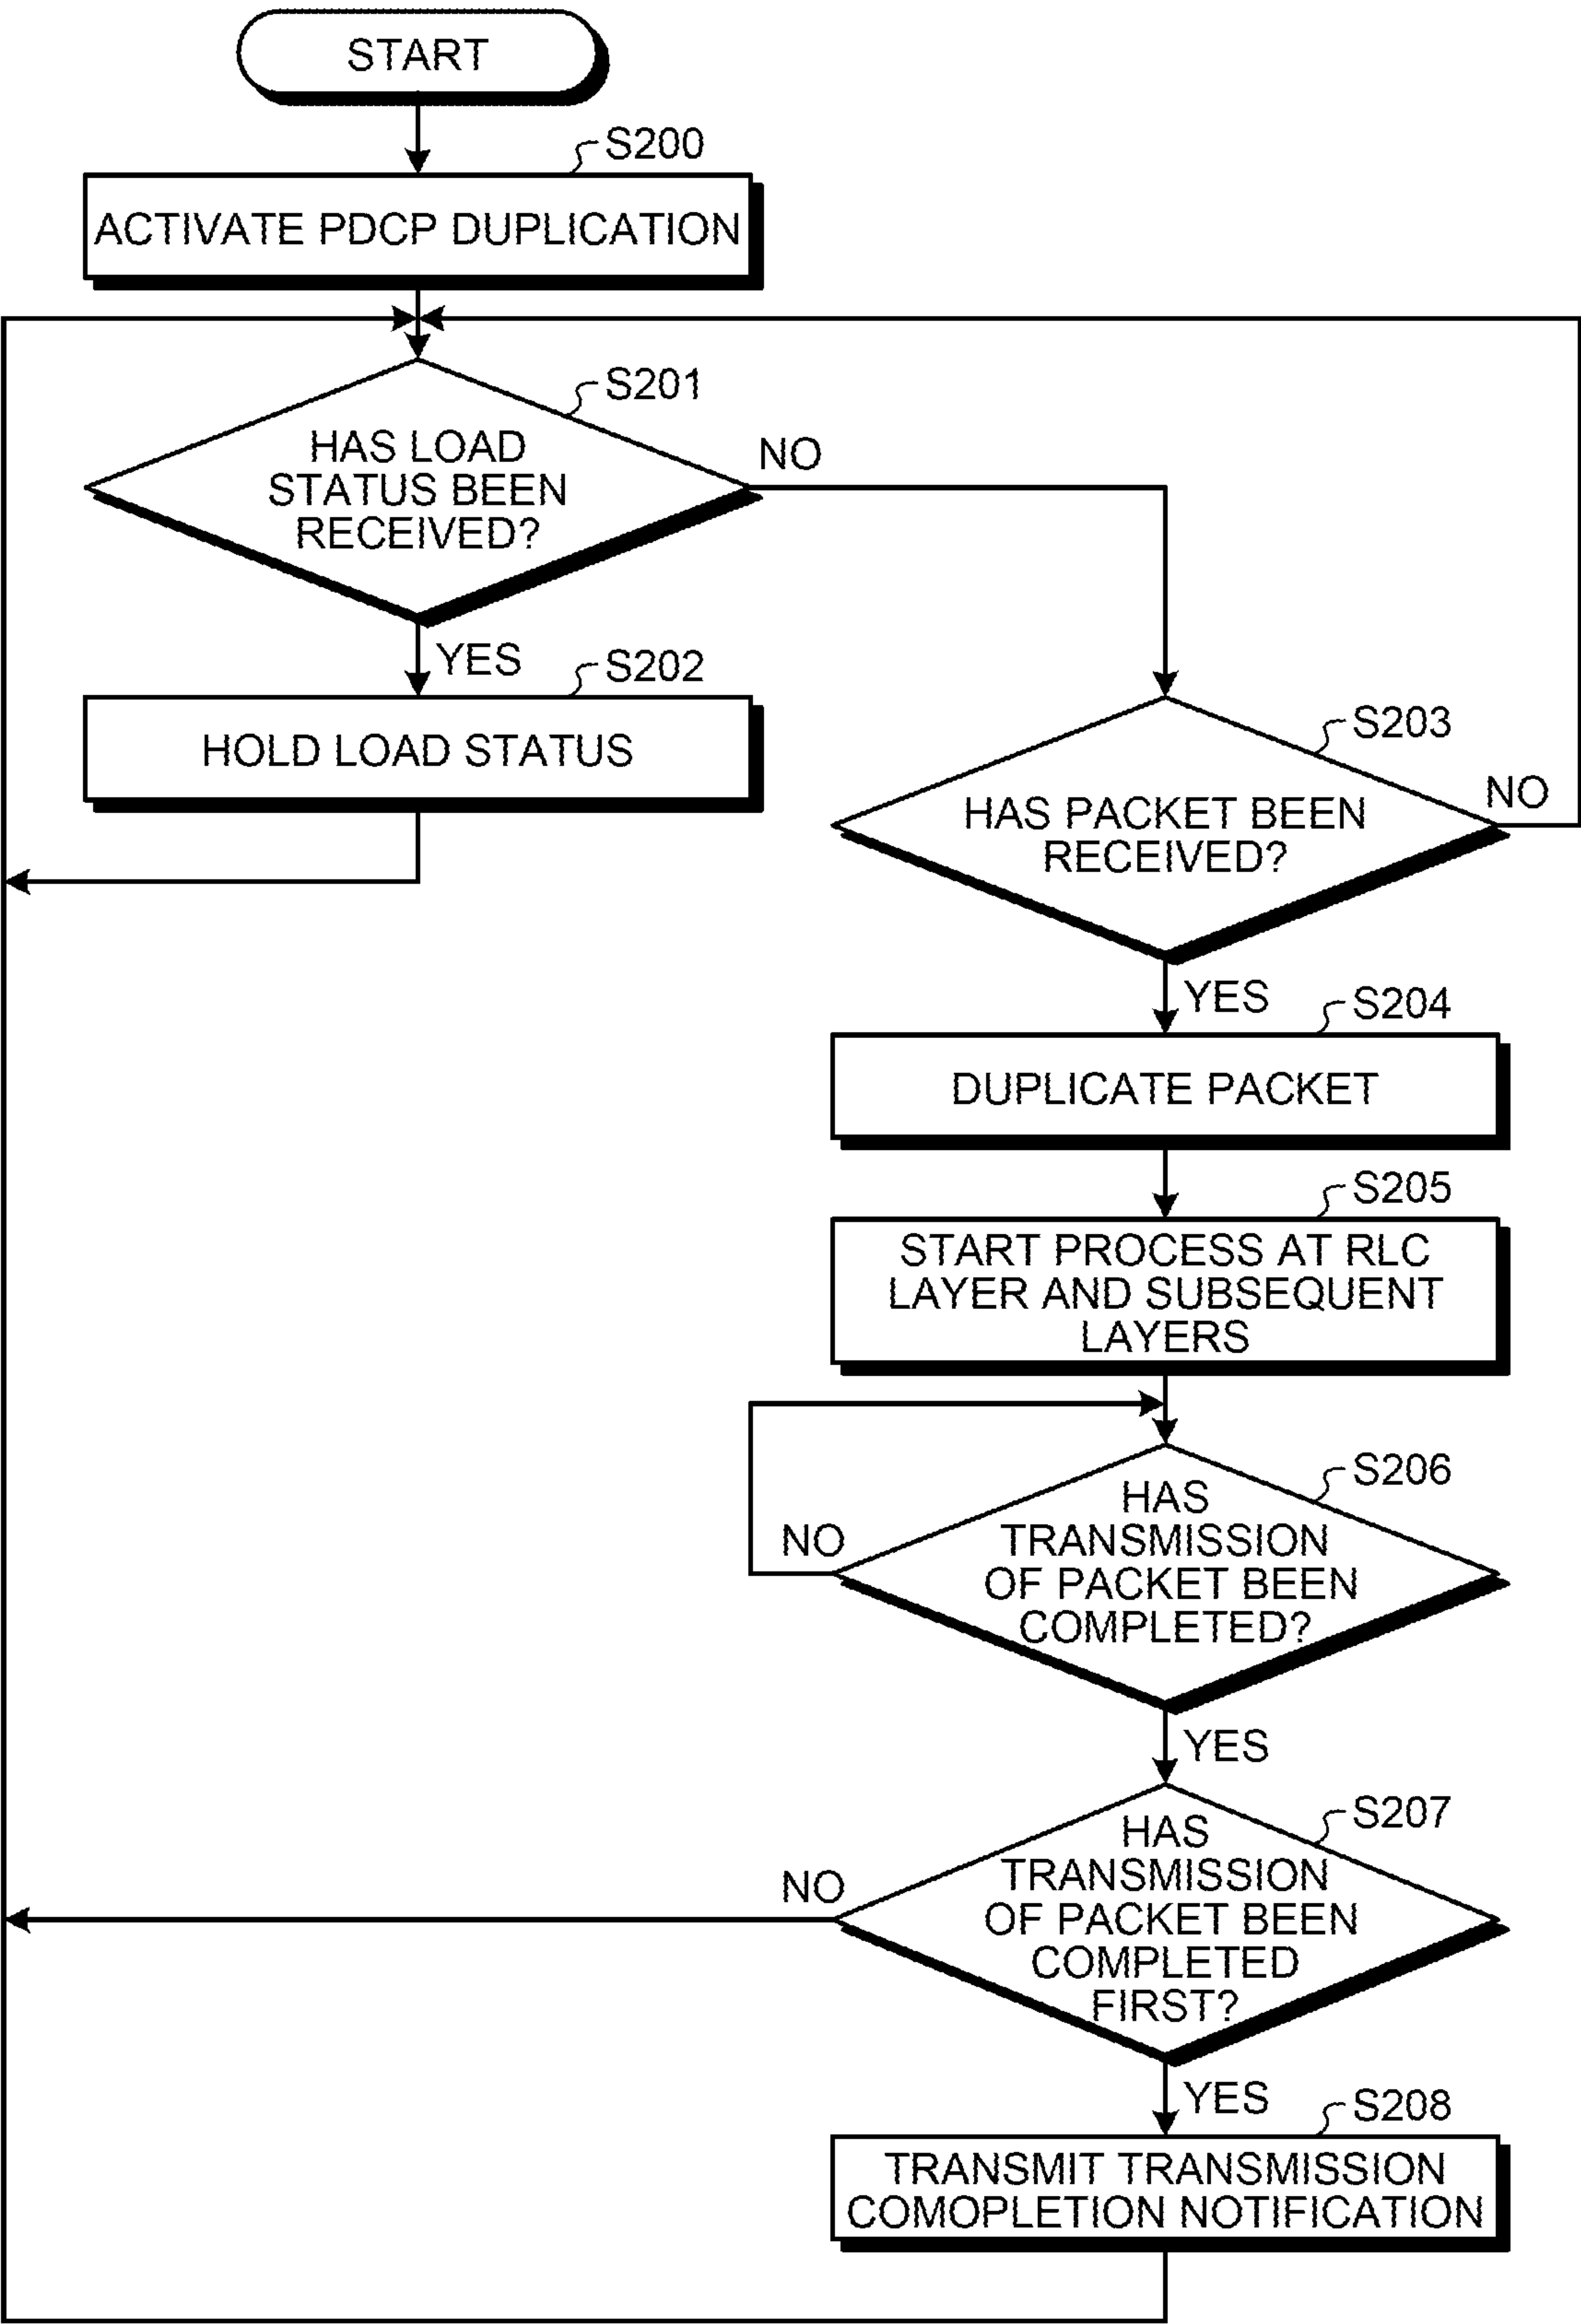 START
S200
ACTIVATE PDCP DUPLICATION
S201
HAS LOAD
STATUS BEEN
RECEIVED?
NO
YES
S202
HOLD LOAD STATUS
S203
HAS PACKET BEEN
RECEIVED?
NO
YES
S204
DUPLICATE PACKET
S205
START PROCESS AT RLC
LAYER AND SUBSEQUENT
LAYERS
S206
HAS
TRANSMISSION
OF PACKET BEEN
COMPLETED?
NO
YES
S207
HAS
TRANSMISSION
OF PACKET BEEN
COMPLETED
FIRST?
NO
YES
S208
TRANSMIT TRANSMISSION
COMOPLETION NOTIFICATION